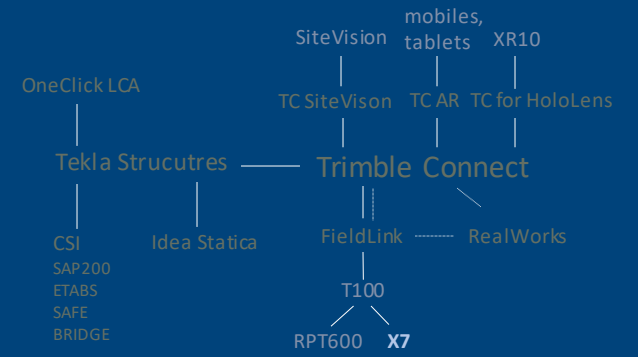 mobiles,
SiteVision
tablets
XR10
OneClick LCA
TC SiteVison
TC AR
TC for HoloLens
Tekla Strucutres
Trimble Connect
CSI
Idea Statica
FieldLink
RealWorks
SAP200
ETABS
T100
SAFE
BRIDGE
RPT600
X7